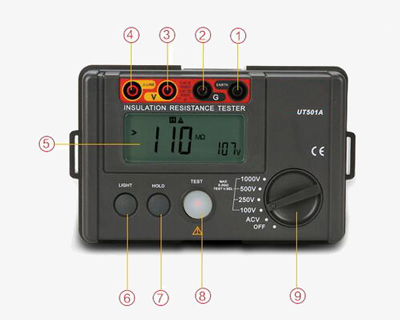 ④ ③ ② ①
LINE EARTH
V G
INSULATION RESISTANCE TESTER
UT501A
> 110 MΩ
107V
⑤
CE
LIGHT HOLD TEST
1000V
500V
250V
100V
ACV
OFF
⑥ ⑦ ⑧ ⑨